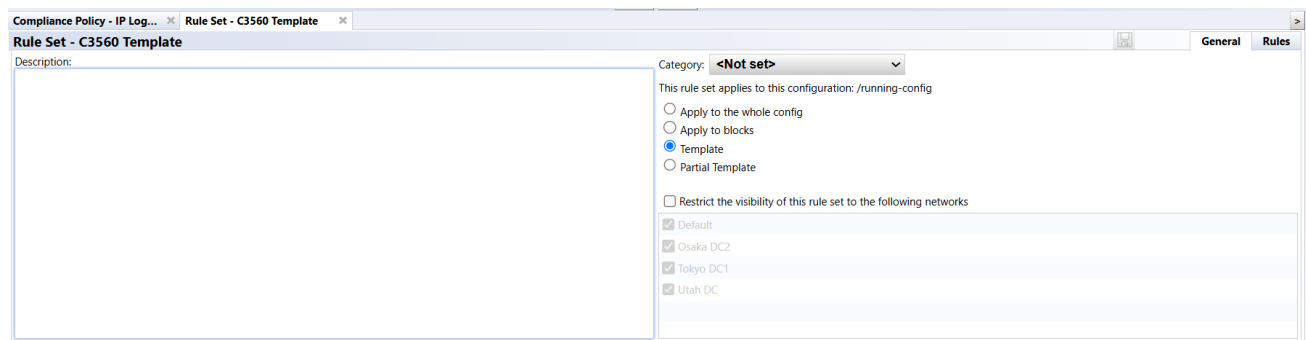 Compliance Policy - IP Log... × Rule Set - C3560 Template ×
Rule Set - C3560 Template General Rules
Description:
Category: <Not set>
This rule set applies to this configuration: /running-config
Apply to the whole config
Apply to blocks
Template
Partial Template
Restrict the visibility of this rule set to the following networks
Default
Osaka DC2
Tokyo DC1
Utah DC